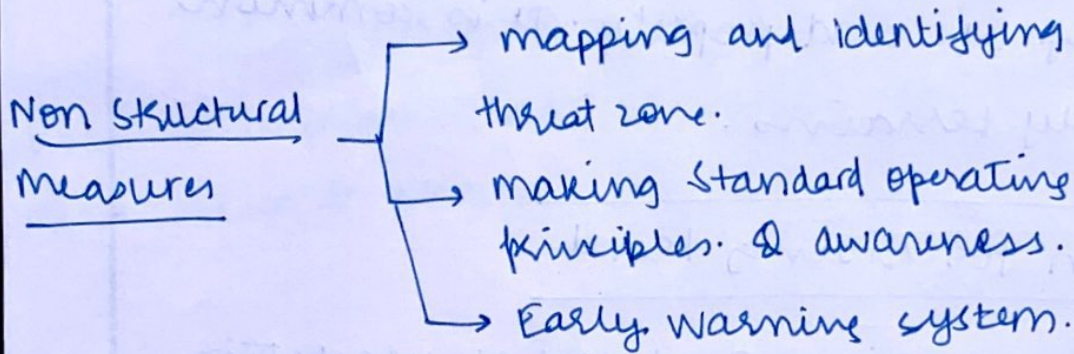 mapping and identifying
Non Structural
threat zone.
Measures
making standard operating
principles. & awareness.
Early warning system.